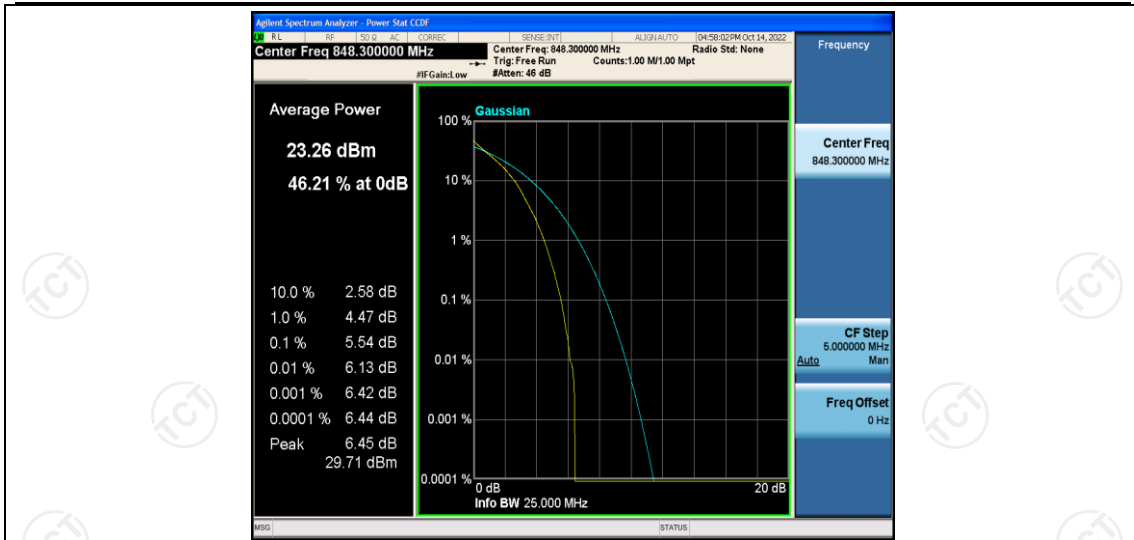 Agilent Spectrum Analyzer - Power Stat CCDF
LXI RL RF 50 Ω AC CORREC SENSE:INT ALIGN AUTO 04:58:02 PM Oct 14, 2022
Center Freq 848.300000 MHz
Center Freq: 848.300000 MHz Radio Std: None
Trig: Free Run Counts:1.00 M/1.00 Mpt
#IFGain:Low #Atten: 46 dB
Frequency
Average Power
23.26 dBm
46.21 % at 0dB
10.0 % 2.58 dB
1.0 % 4.47 dB
0.1 % 5.54 dB
0.01 % 6.13 dB
0.001 % 6.42 dB
0.0001 % 6.44 dB
Peak 6.45 dB
29.71 dBm
Gaussian
100 %
10 %
1 %
0.1 %
0.01 %
0.001 %
0.0001 %
0 dB 20 dB
Info BW 25.000 MHz
Center Freq
848.300000 MHz
CF Step
5.000000 MHz
Auto Man
Freq Offset
0 Hz
MSG STATUS
TCT
TCT
TCT
TCT